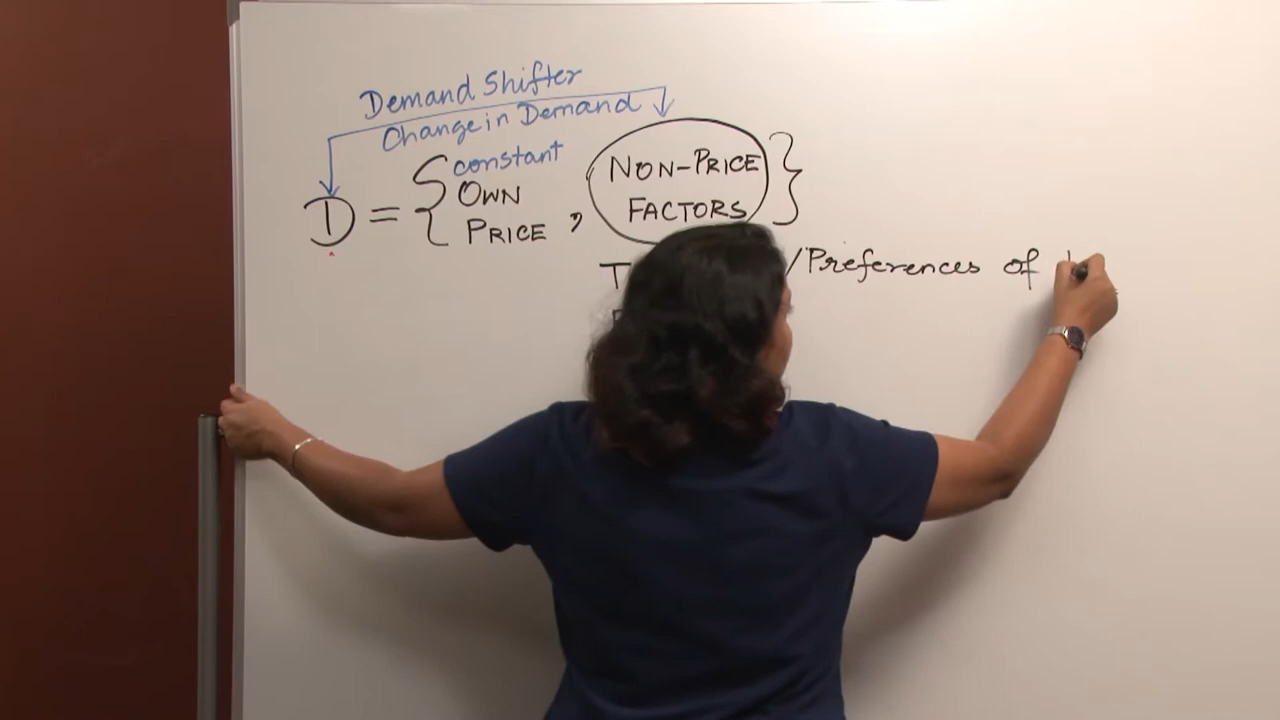 Demand Shifter
Change in Demand
constant
D = { OWN PRICE , NON-PRICE FACTORS }
/Preferences of